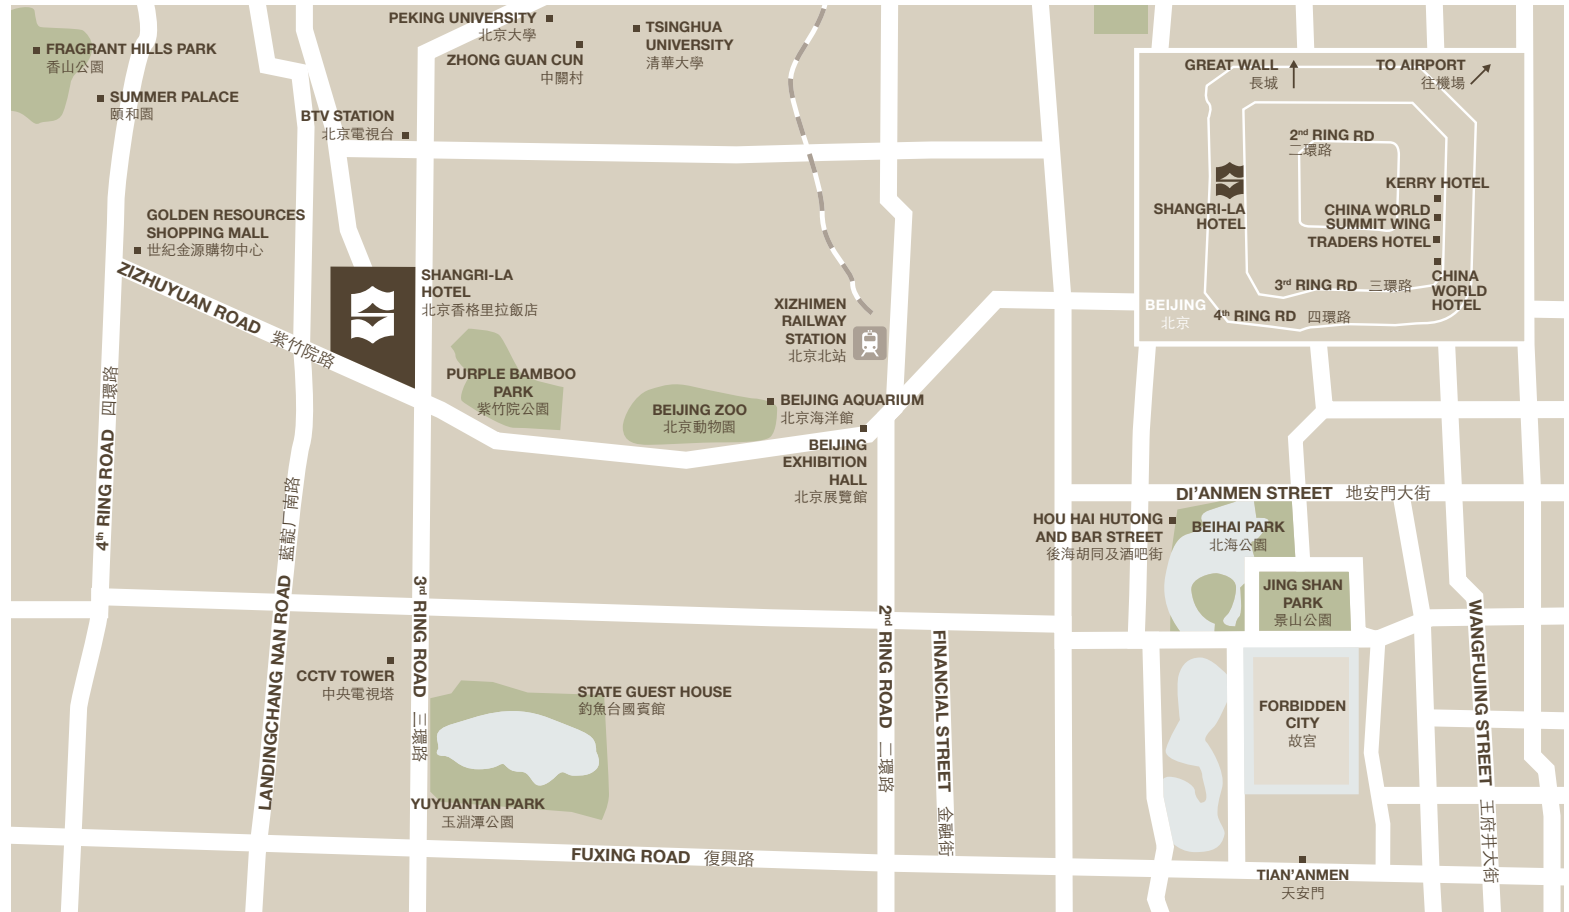 PEKING UNIVERSITY
北京大學
ZHONG GUAN CUN
中關村
TSINGHUA
UNIVERSITY
清華大學
FRAGRANT HILLS PARK
香山公園
SUMMER PALACE
頤和園
BTV STATION
北京電視台
GOLDEN RESOURCES
SHOPPING MALL
世紀金源購物中心
ZIZHUYUAN ROAD 紫竹院路
SHANGRI-LA
HOTEL
北京香格里拉飯店
PURPLE BAMBOO
PARK
紫竹院公園
BEIJING ZOO
北京動物園
XIZHIMEN
RAILWAY
STATION
北京北站
BEIJING AQUARIUM
北京海洋館
BEIJING
EXHIBITION
HALL
北京展覽館
4th RING ROAD 四環路
LANDINGCHANG NAN ROAD 藍靛厂南路
3rd RING ROAD 三環路
2nd RING ROAD 二環路
FINANCIAL STREET 金融街
CCTV TOWER
中央電視塔
STATE GUEST HOUSE
釣魚台國賓館
YUYUANTAN PARK
玉淵潭公園
FUXING ROAD 復興路
GREAT WALL
長城
TO AIRPORT
往機場
2nd RING RD
二環路
SHANGRI-LA
HOTEL
KERRY HOTEL
CHINA WORLD
SUMMIT WING
TRADERS HOTEL
CHINA
WORLD
HOTEL
3rd RING RD 三環路
4th RING RD 四環路
BEIJING
北京
DI'ANMEN STREET 地安門大街
HOU HAI HUTONG
AND BAR STREET
後海胡同及酒吧街
BEIHAI PARK
北海公園
JING SHAN
PARK
景山公園
FORBIDDEN
CITY
故宮
WANGFUJING STREET 王府井大街
TIAN'ANMEN
天安門